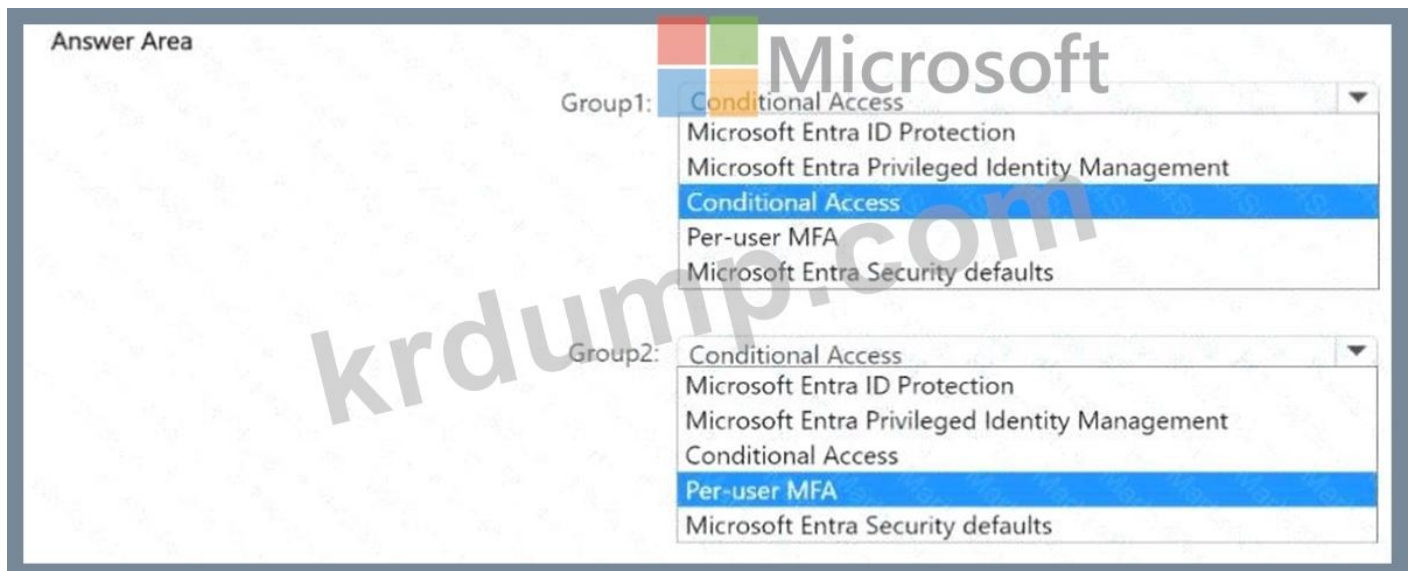 Answer Area
Microsoft
Group1: Conditional Access
Microsoft Entra ID Protection
Microsoft Entra Privileged Identity Management
Conditional Access
Per-user MFA
Microsoft Entra Security defaults
krdump.com
Group2: Conditional Access
Microsoft Entra ID Protection
Microsoft Entra Privileged Identity Management
Conditional Access
Per-user MFA
Microsoft Entra Security defaults